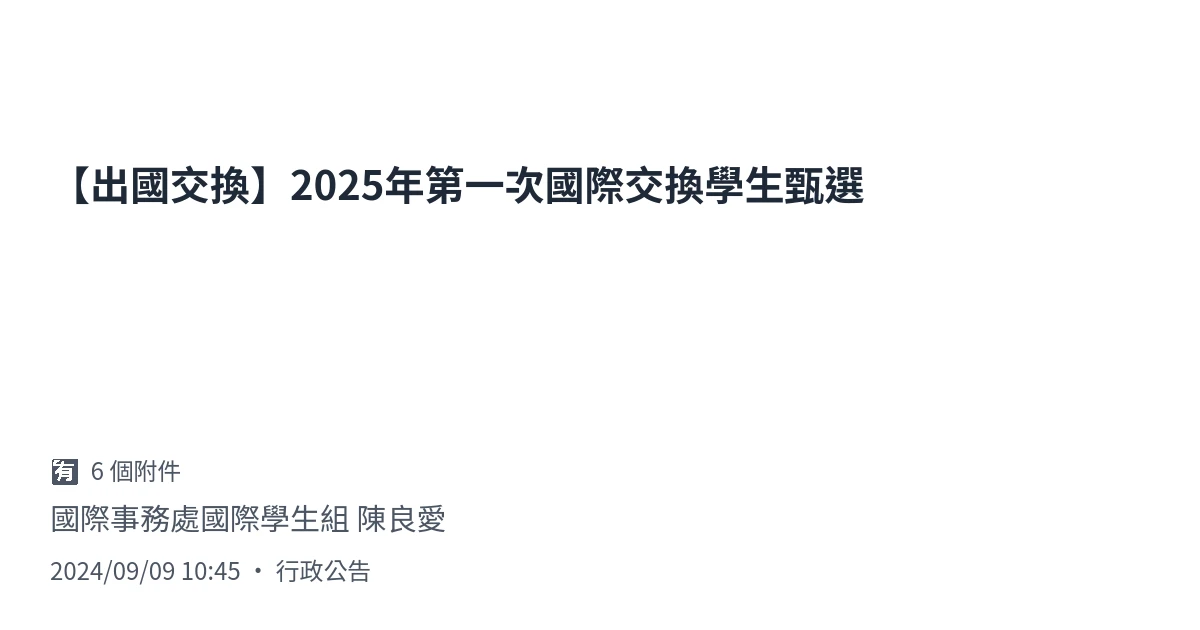 【出國交換】2025年第一次國際交換學生甄選
🈶 6 個附件
國際事務處國際學生組 陳良愛
2024/09/09 10:45 • 行政公告